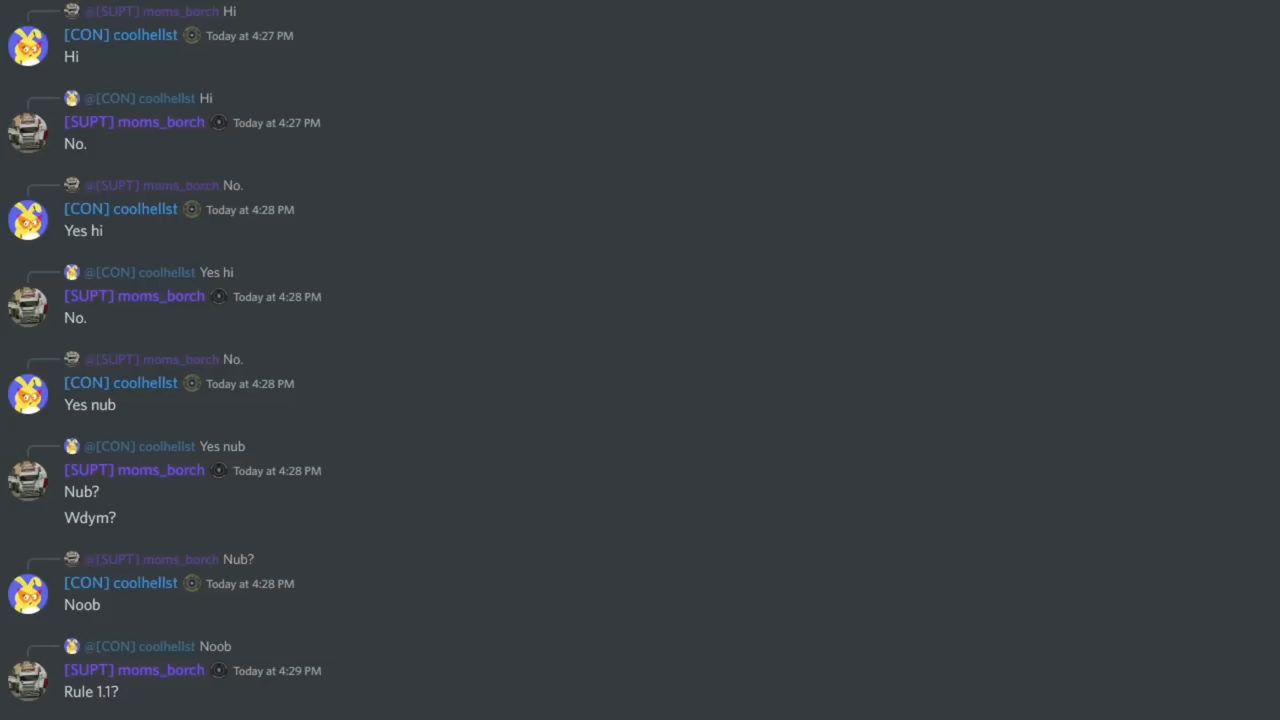 @[SUPT] moms_borch Hi
[CON] coolhellst Today at 4:27 PM
Hi
@[CON] coolhellst Hi
[SUPT] moms_borch Today at 4:27 PM
No.
@[SUPT] moms_borch No.
[CON] coolhellst Today at 4:28 PM
Yes hi
@[CON] coolhellst Yes hi
[SUPT] moms_borch Today at 4:28 PM
No.
@[SUPT] moms_borch No.
[CON] coolhellst Today at 4:28 PM
Yes nub
@[CON] coolhellst Yes nub
[SUPT] moms_borch Today at 4:28 PM
Nub?
Wdym?
@[SUPT] moms_borch Nub?
[CON] coolhellst Today at 4:28 PM
Noob
@[CON] coolhellst Noob
[SUPT] moms_borch Today at 4:29 PM
Rule 1.1?